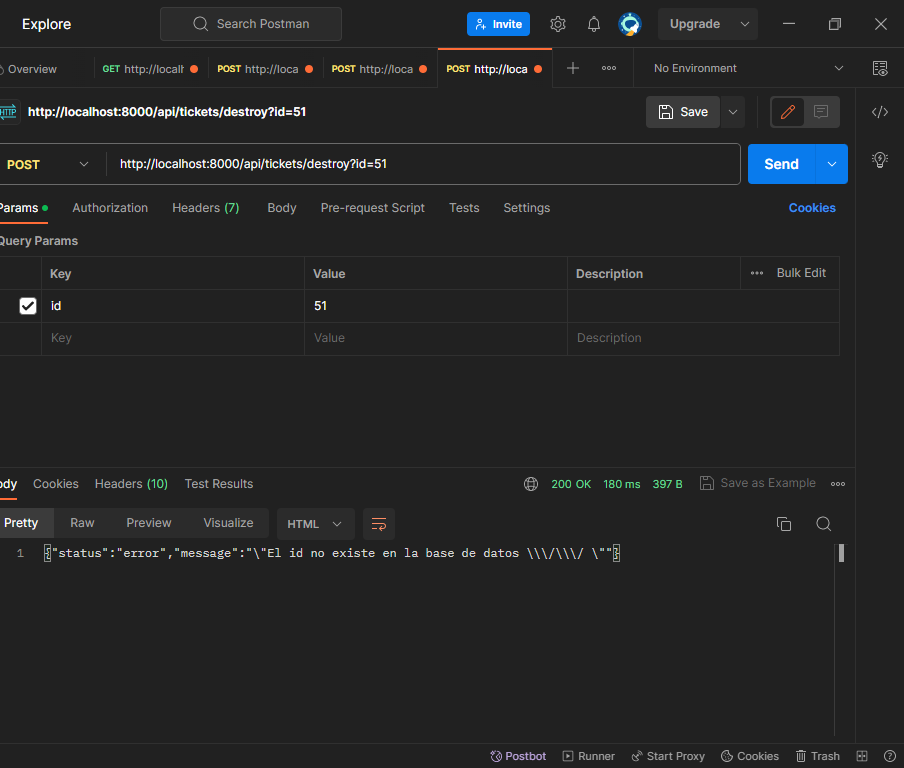 Explore
Search Postman
Invite
Upgrade
Overview
GET http://locall
POST http://loca
POST http://loca
POST http://loca
No Environment
HTTP
http://localhost:8000/api/tickets/destroy?id=51
Save
POST
http://localhost:8000/api/tickets/destroy?id=51
Send
Params
Authorization
Headers (7)
Body
Pre-request Script
Tests
Settings
Cookies
Query Params
Key
Value
Description
Bulk Edit
id
51
Key
Value
Description
ody
Cookies
Headers (10)
Test Results
200 OK
180 ms
397 B
Save as Example
Pretty
Raw
Preview
Visualize
HTML
1
{"status":"error","message":"\"El id no existe en la base de datos \\\/\\\/ \""}
Postbot
Runner
Start Proxy
Cookies
Trash